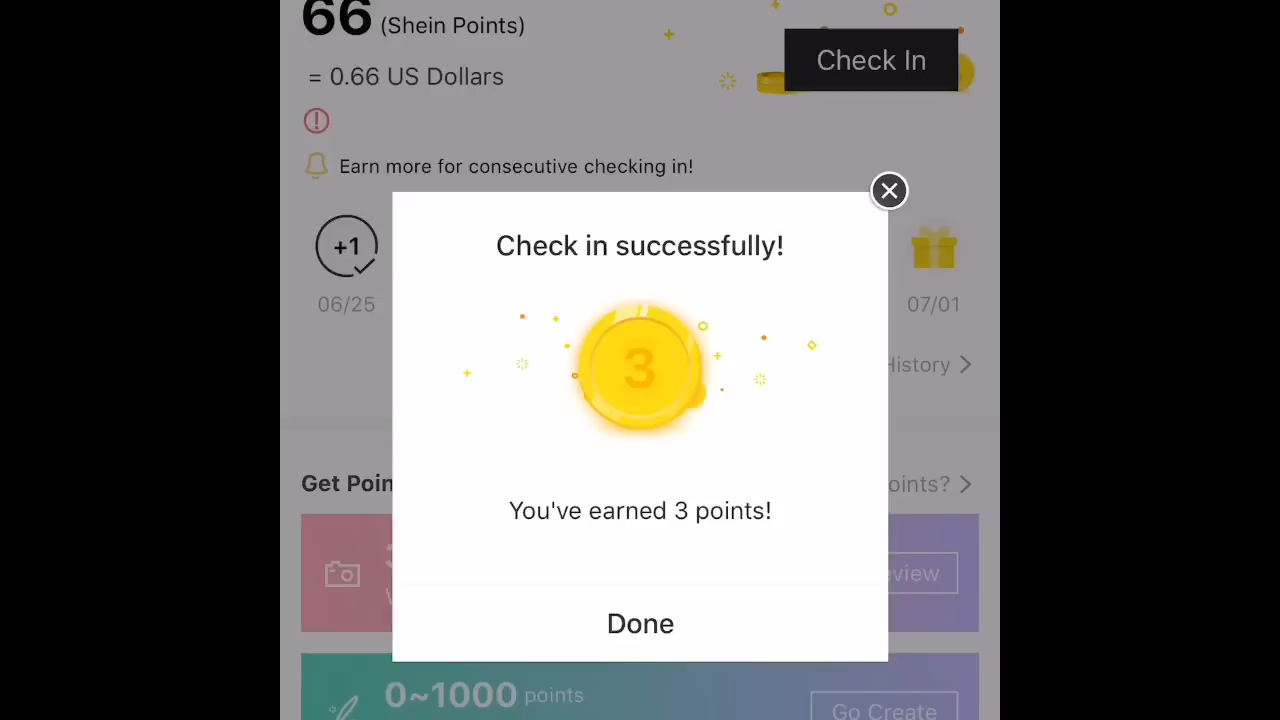 66 (Shein Points)
Check In
= 0.66 US Dollars
Earn more for consecutive checking in!
Check in successfully!
+1
06/25
07/01
3
History
Get Poin
oints?
You've earned 3 points!
view
Done
0~1000 points
Go Create